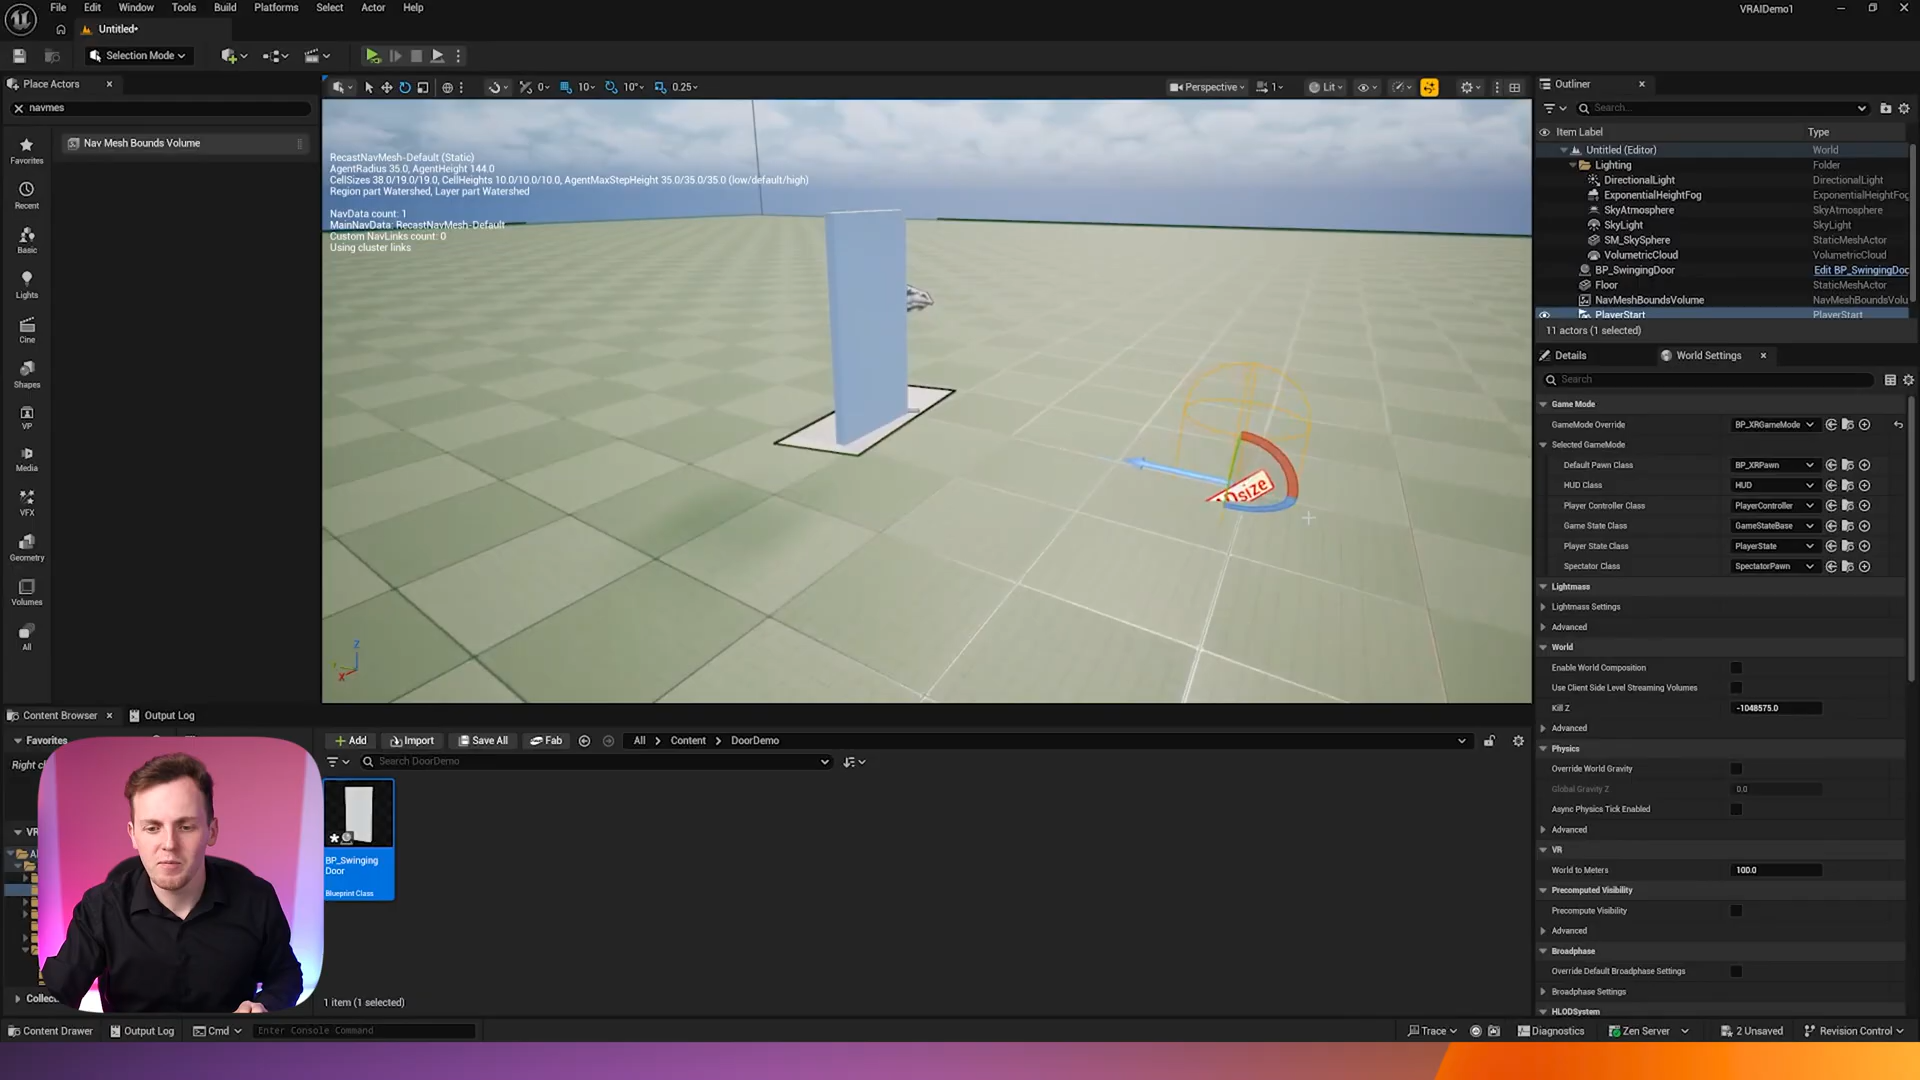 File Edit Window Tools Build Platforms Select Actor Help
VRAIDemo1
Untitled*
Selection Mode
Place Actors
navmes
Nav Mesh Bounds Volume
Favorites
Recent
Basic
Lights
Cine
Shapes
VP
Media
VFX
Geometry
Volumes
All
0 10 10° 0.25
Perspective 1 Lit
RecastNavMesh-Default (Static)
AgentRadius 35.0, AgentHeight 144.0
CellSizes 38.0/19.0/19.0, CellHeights 10.0/10.0/10.0, AgentMaxStepHeight 35.0/35.0/35.0 (low/default/high)
Region part Watershed, Layer part Watershed
NavData count: 1
MainNavData: RecastNavMesh-Default
Custom NavLinks count: 0
Using cluster links
Z
X
Outliner
Search...
Item Label Type
Untitled (Editor) World
Lighting Folder
DirectionalLight DirectionalLight
ExponentialHeightFog ExponentialHeightFog
SkyAtmosphere SkyAtmosphere
SkyLight SkyLight
SM_SkySphere StaticMeshActor
VolumetricCloud VolumetricCloud
BP_SwingingDoor Edit BP_SwingingDoo
Floor StaticMeshActor
NavMeshBoundsVolume NavMeshBoundsVolu
PlayerStart PlayerStart
11 actors (1 selected)
Details World Settings
Search
Game Mode
GameMode Override BP_XRGameMode
Selected GameMode
Default Pawn Class BP_XRPawn
HUD Class HUD
Player Controller Class PlayerController
Game State Class GameStateBase
Player State Class PlayerState
Spectator Class SpectatorPawn
Lightmass
Lightmass Settings
Advanced
World
Enable World Composition
Use Client Side Level Streaming Volumes
Kill Z -1048575.0
Advanced
Physics
Override World Gravity
Global Gravity Z 0.0
Async Physics Tick Enabled
Advanced
VR
World to Meters 100.0
Precomputed Visibility
Precompute Visibility
Advanced
Broadphase
Override Default Broadphase Settings
Broadphase Settings
HLODSystem
Content Browser Output Log
Favorites
Add Import Save All Fab All Content DoorDemo
Search DoorDemo
BP_Swinging
Door
Blueprint Class
1 item (1 selected)
Content Drawer Output Log Cmd Enter Console Command
Trace Diagnostics Zen Server 2 Unsaved Revision Control